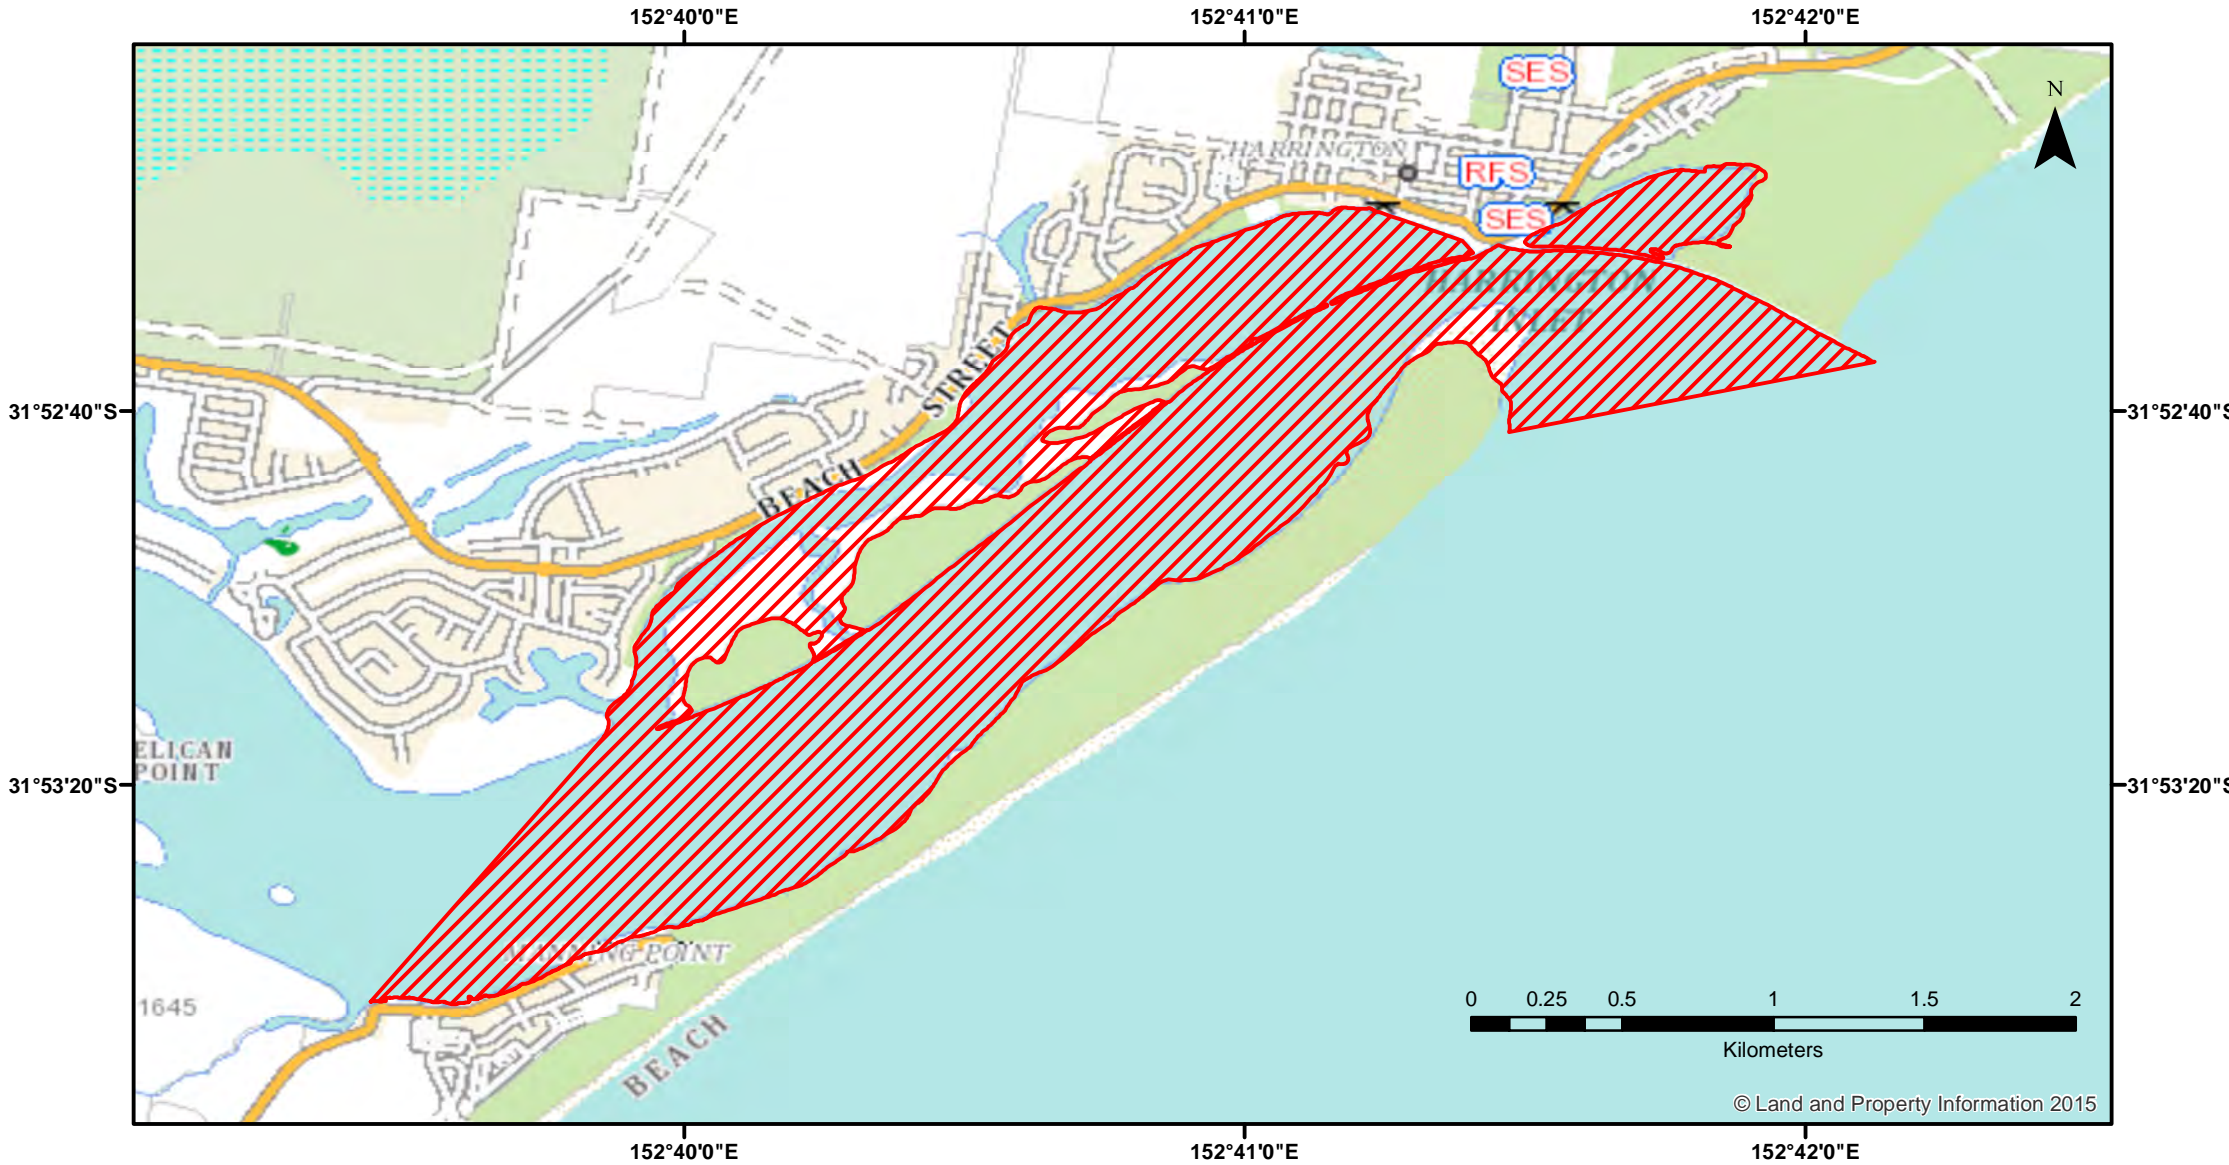 152°40'0"E
152°41'0"E
152°42'0"E
SES
N
HARRINGTON
RFS
SES
HARRINGTON
INLET
STREET
31°52'40"S
31°52'40"S
BEACH
ELICAN
POINT
31°53'20"S
31°53'20"S
MANNING POINT
1645
0 0.25 0.5 1 1.5 2
Kilometers
BEACH
© Land and Property Information 2015
152°40'0"E
152°41'0"E
152°42'0"E